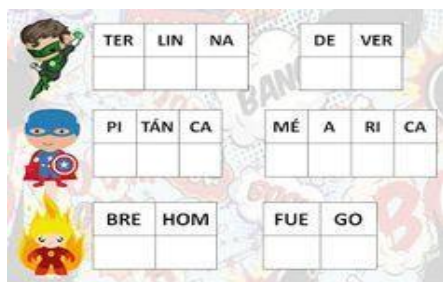 TER LIN NA DE VER
PI TÁN CA MÉ A RI CA
BRE HOM FUE GO